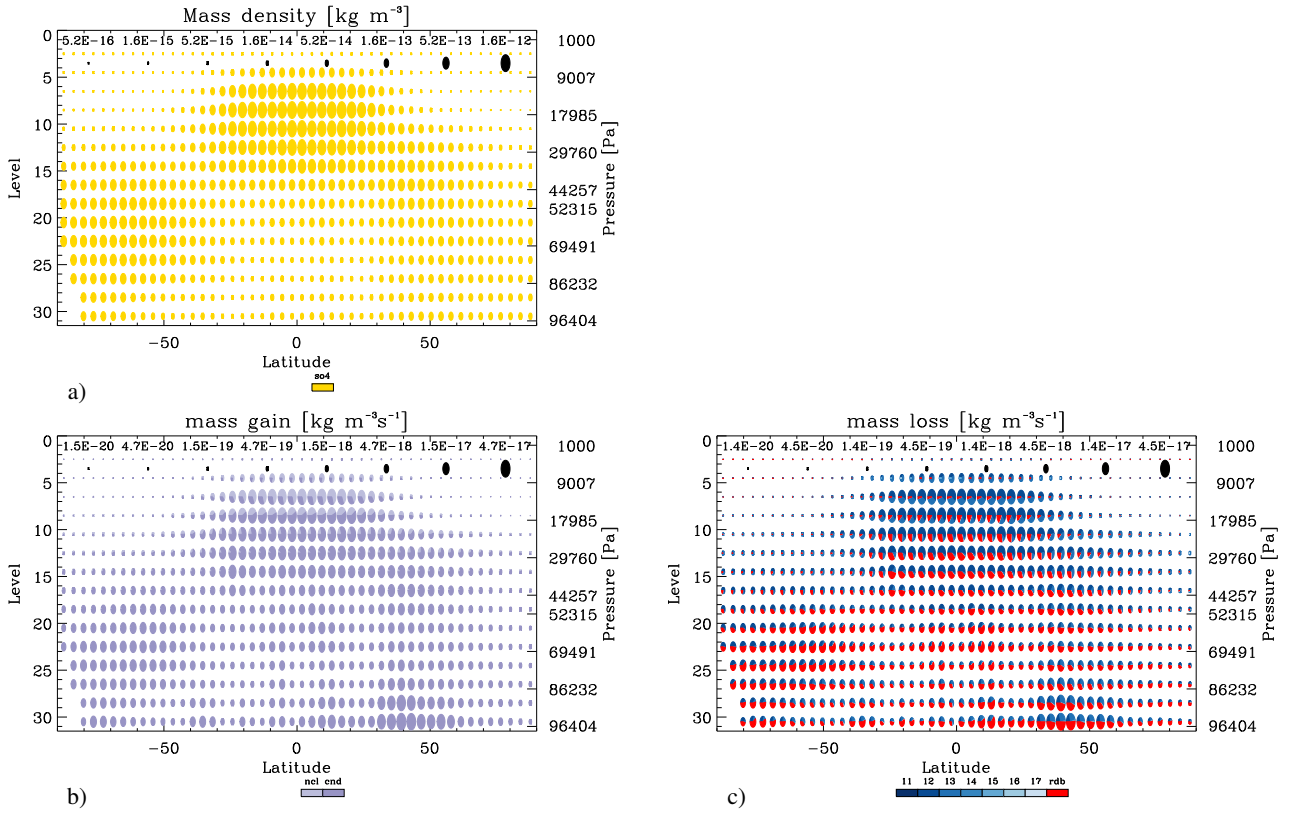 Mass density [kg m⁻³]
0 5.2E-16 1.6E-15 5.2E-15 1.6E-14 5.2E-14 1.6E-13 5.2E-13 1.6E-12 1000
5 9007
10 17985
15 29760
20 44257
25 52315
30 69491
86232
96404
Level
Pressure [Pa]
-50 0 50
Latitude
so4
a)
mass gain [kg m⁻³s⁻¹]
0 1.5E-20 4.7E-20 1.5E-19 4.7E-19 1.5E-18 4.7E-18 1.5E-17 4.7E-17 1000
5 9007
10 17985
15 29760
20 44257
25 52315
30 69491
86232
96404
Level
Pressure [Pa]
-50 0 50
Latitude
ncl cnd
b)
mass loss [kg m⁻³s⁻¹]
0 1.4E-20 4.5E-20 1.4E-19 4.5E-19 1.4E-18 4.5E-18 1.4E-17 4.5E-17 1000
5 9007
10 17985
15 29760
20 44257
25 52315
30 69491
86232
96404
Level
Pressure [Pa]
-50 0 50
Latitude
11 12 13 14 15 16 17 rdb
c)